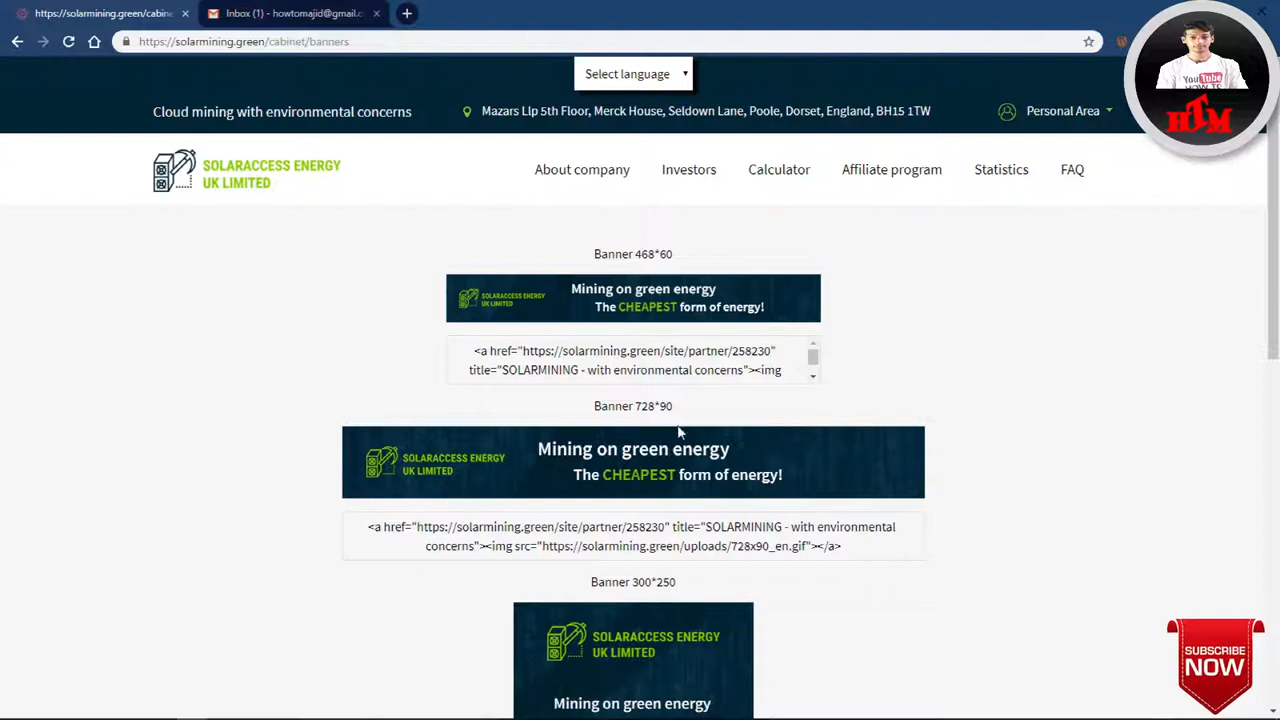 https://solarmining.green/cabine
Inbox (1) - howtomajid@gmail.c
https://solarmining.green/cabinet/banners
Select language
Cloud mining with environmental concerns
Mazars Llp 5th Floor, Merck House, Seldown Lane, Poole, Dorset, England, BH15 1TW
Personal Area
You Tube
HOW TO
HTM
SOLARACCESS ENERGY
UK LIMITED
About company
Investors
Calculator
Affiliate program
Statistics
FAQ
Banner 468*60
SOLARACCESS ENERGY
UK LIMITED
Mining on green energy
The CHEAPEST form of energy!
<a href="https://solarmining.green/site/partner/258230"
title="SOLARMINING - with environmental concerns"><img
Banner 728*90
SOLARACCESS ENERGY
UK LIMITED
Mining on green energy
The CHEAPEST form of energy!
<a href="https://solarmining.green/site/partner/258230" title="SOLARMINING - with environmental
concerns"><img src="https://solarmining.green/uploads/728x90_en.gif"></a>
Banner 300*250
SOLARACCESS ENERGY
UK LIMITED
Mining on green energy
SUBSCRIBE
NOW